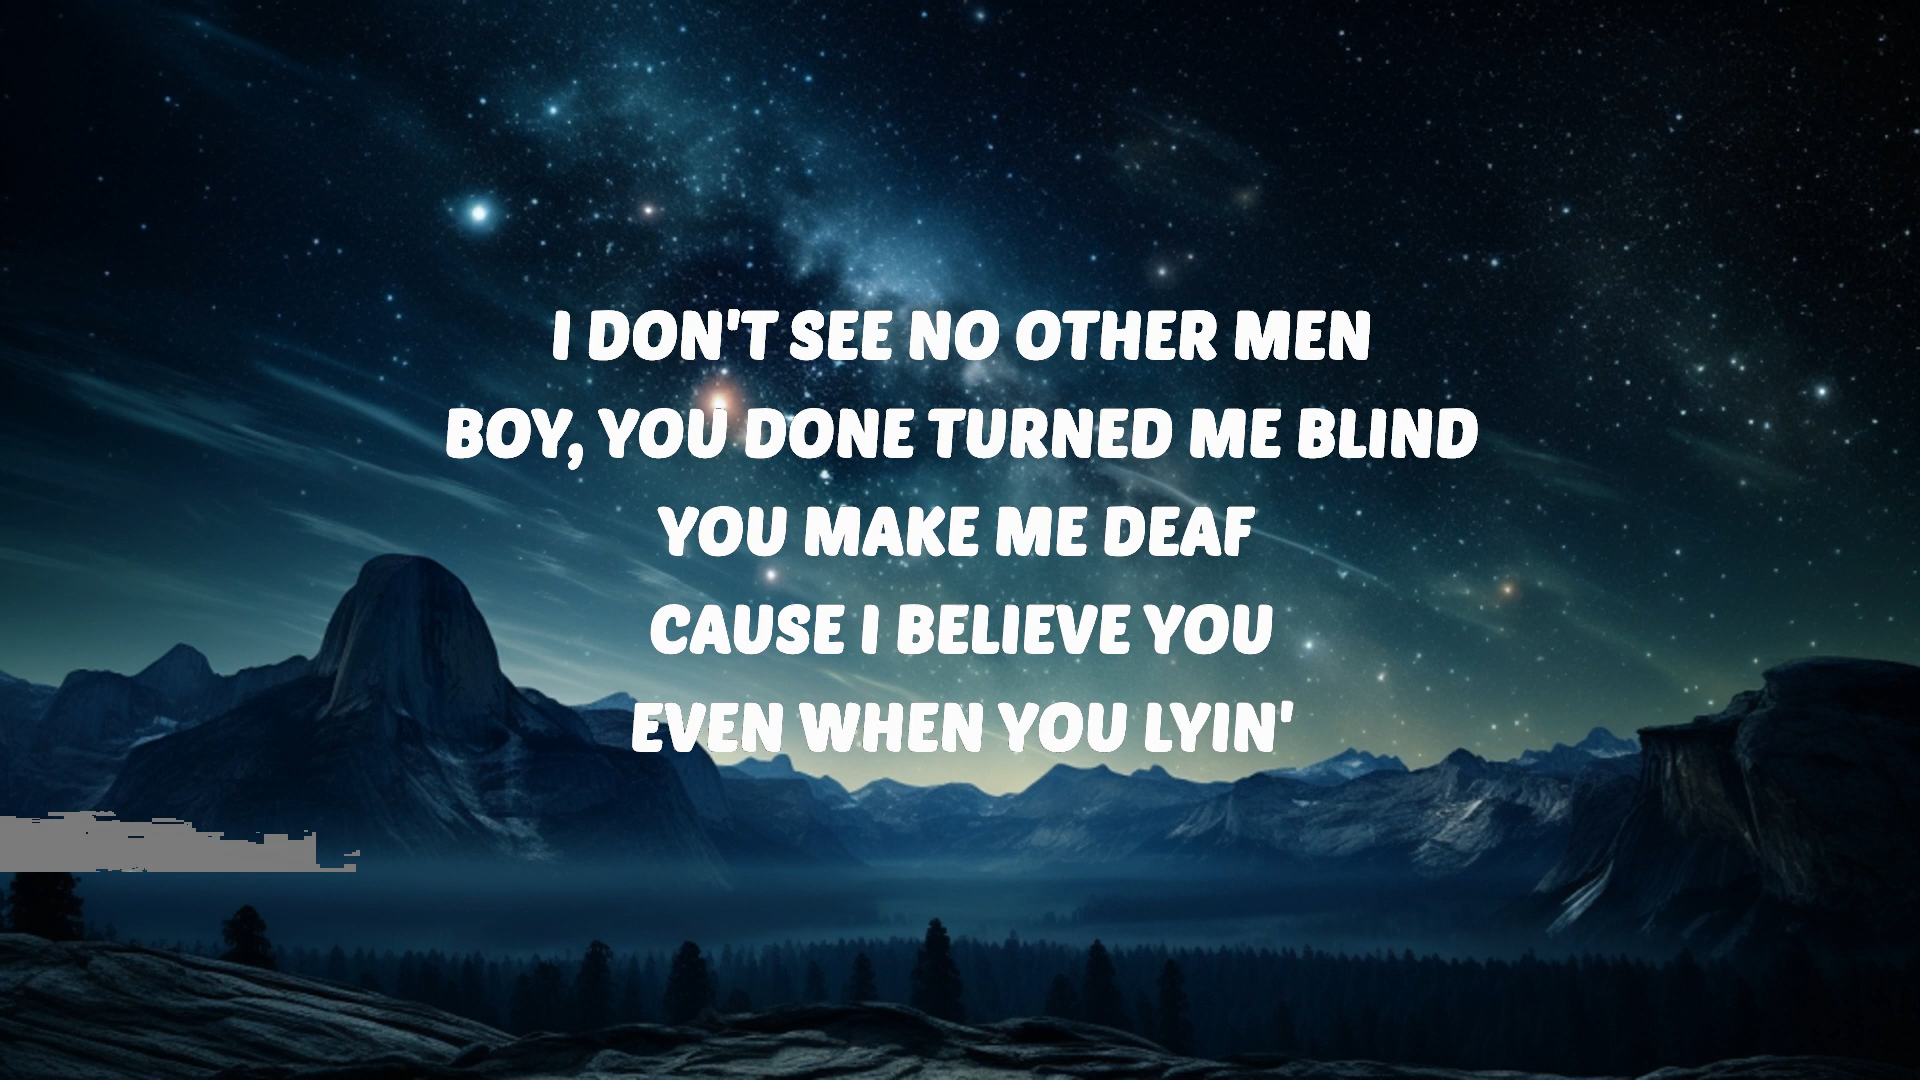 I DON'T SEE NO OTHER MEN
BOY, YOU DONE TURNED ME BLIND
YOU MAKE ME DEAF
CAUSE I BELIEVE YOU
EVEN WHEN YOU LYIN'